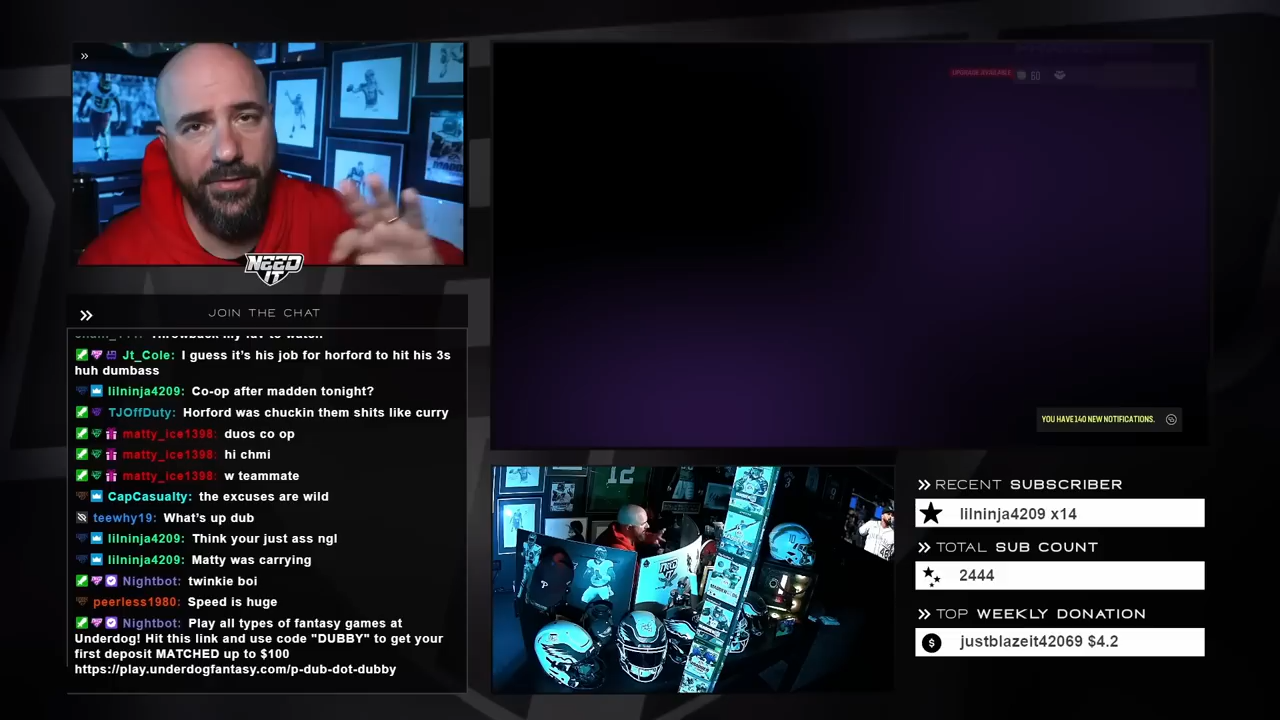 »
NEED
IT
» JOIN THE CHAT
Jt_Cole: I guess it's his job for horford to hit his 3s
huh dumbass
lilninja4209: Co-op after madden tonight?
TJOffDuty: Horford was chuckin them shits like curry
matty_ice1398: duos co op
matty_ice1398: hi chmi
matty_ice1398: w teammate
CapCasualty: the excuses are wild
teewhy19: What's up dub
lilninja4209: Think your just ass ngl
lilninja4209: Matty was carrying
Nightbot: twinkie boi
peerless1980: Speed is huge
Nightbot: Play all types of fantasy games at
Underdog! Hit this link and use code "DUBBY" to get your
first deposit MATCHED up to $100
https://play.underdogfantasy.com/p-dub-dot-dubby
UPGRADE AVAILABLE 60
YOU HAVE 140 NEW NOTIFICATIONS.
12
NEED
IT
» RECENT SUBSCRIBER
lilninja4209 x14
» TOTAL SUB COUNT
2444
» TOP WEEKLY DONATION
justblazeit42069 $4.2